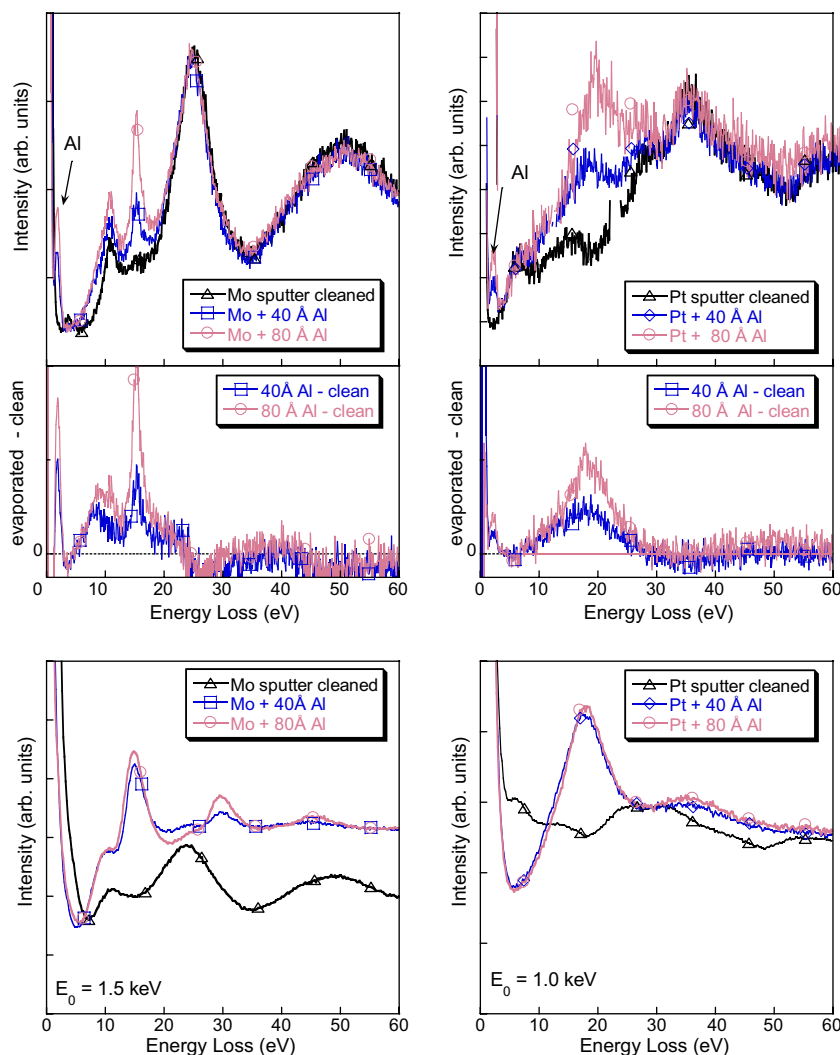 Intensity (arb. units)
Al
Mo sputter cleaned
Mo + 40 Å Al
Mo + 80 Å Al
Intensity (arb. units)
Al
Pt sputter cleaned
Pt + 40 Å Al
Pt + 80 Å Al
evaporated - clean
40Å Al - clean
80 Å Al - clean
0
0 10 20 30 40 50 60
Energy Loss (eV)
evaporated - clean
40 Å Al - clean
80 Å Al - clean
0
0 10 20 30 40 50 60
Energy Loss (eV)
Intensity (arb. units)
Mo sputter cleaned
Mo + 40Å Al
Mo + 80Å Al
E0 = 1.5 keV
0 10 20 30 40 50 60
Energy Loss (eV)
Intensity (arb. units)
Pt sputter cleaned
Pt + 40 Å Al
Pt + 80 Å Al
E0 = 1.0 keV
0 10 20 30 40 50 60
Energy Loss (eV)